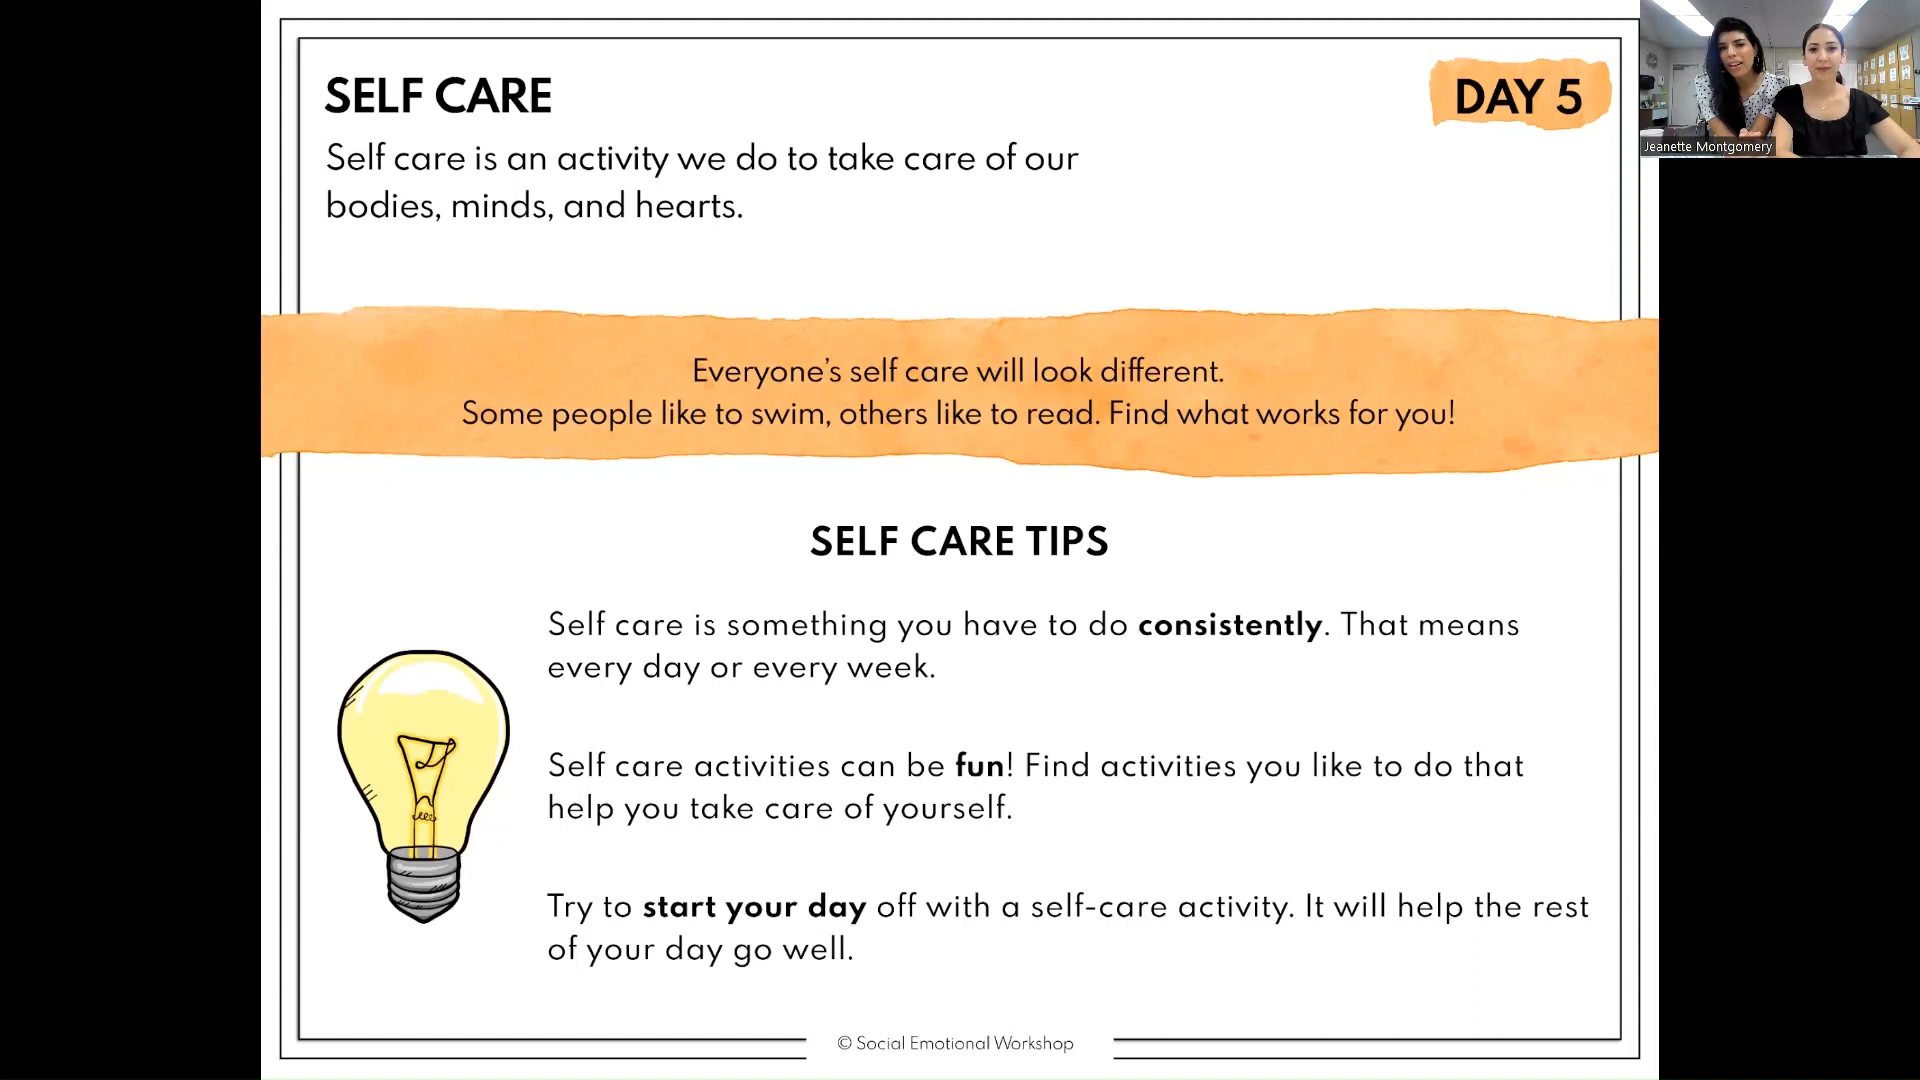 SELF CARE
DAY 5
Self care is an activity we do to take care of our
bodies, minds, and hearts.
Jeanette Montgomery
Everyone’s self care will look different.
Some people like to swim, others like to read. Find what works for you!
SELF CARE TIPS
Self care is something you have to do consistently. That means
every day or every week.
Self care activities can be fun! Find activities you like to do that
help you take care of yourself.
Try to start your day off with a self-care activity. It will help the rest
of your day go well.
© Social Emotional Workshop